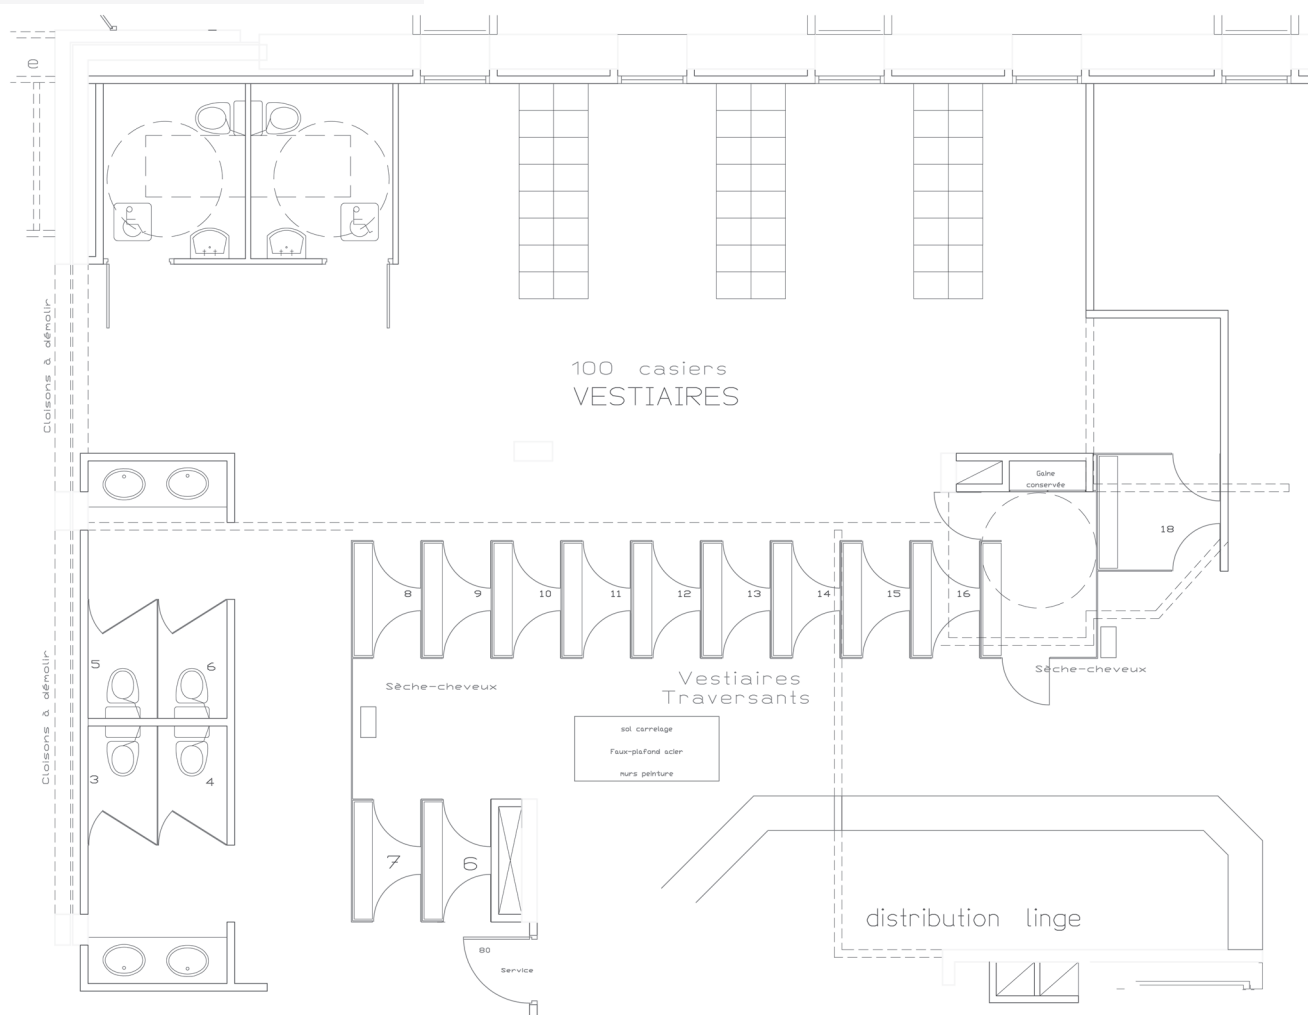 e
Cloisons à démolir
100 casiers
VESTIAIRES
Gaine
conservée
18
8
9
10
11
12
13
14
15
16
5
6
Sèche-cheveux
Vestiaires
Traversants
Sèche-cheveux
sol carrelage
Faux-plafond acier
murs peinture
Cloisons à démolir
3
4
7
6
distribution linge
80
Service